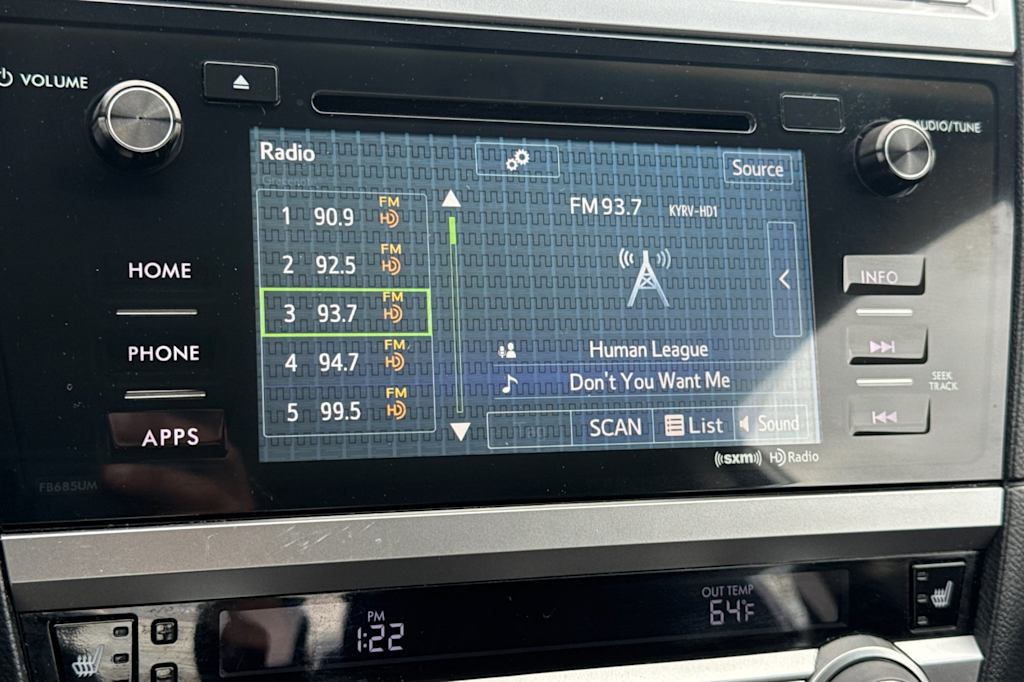 VOLUME
AUDIO/TUNE
Radio
Source
FM 93.7 KYRV-HD1
1 90.9 FM HD
2 92.5 FM HD
3 93.7 FM HD
4 94.7 FM HD
5 99.5 FM HD
Human League
Don't You Want Me
SCAN List Sound
HOME
PHONE
APPS
INFO
SEEK
TRACK
((sxm)) HD Radio
FB685UM
PM
1:22
OUT TEMP
64°F